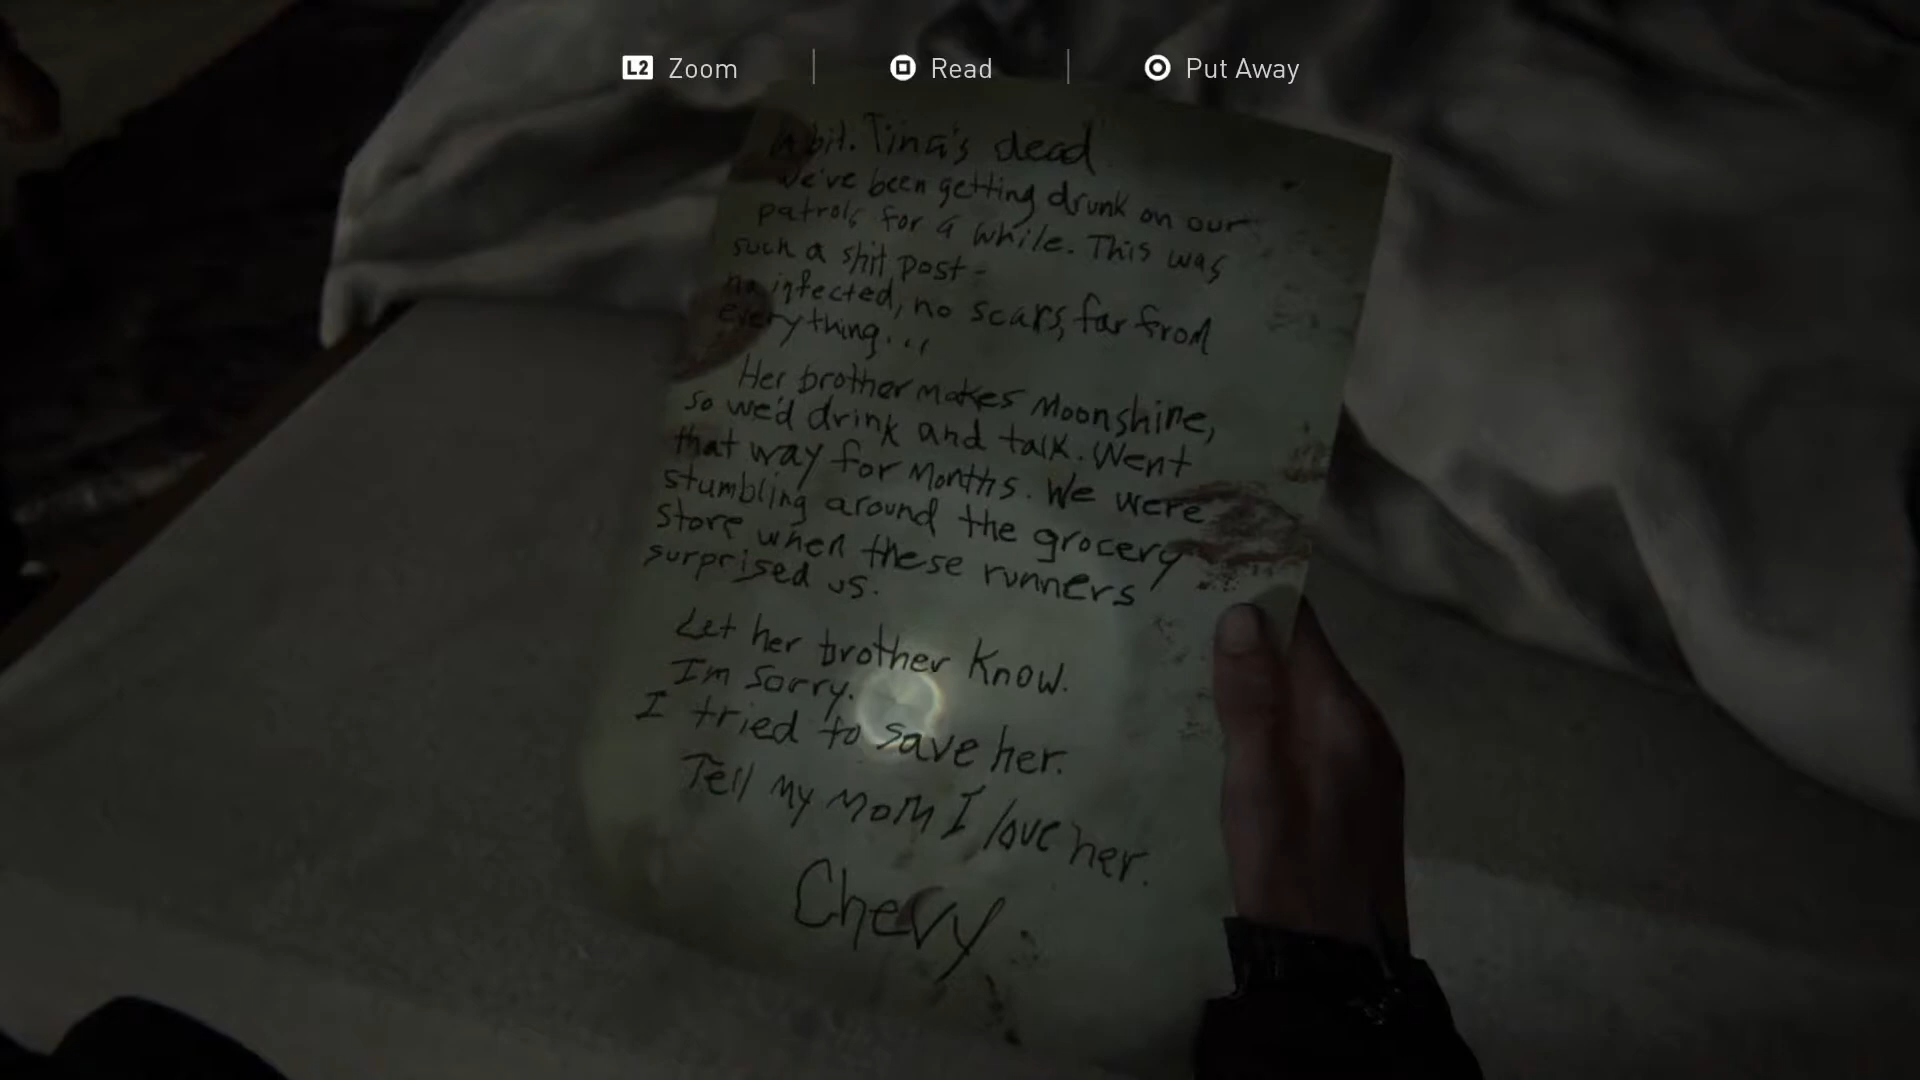 L2 Zoom | Read | Put Away
bit. Tina's dead
We've been getting drunk on our
patrols for a while. This was
such a shit post-
no infected, no scars, far from
everything...
Her brother makes Moonshine,
so we'd drink and talk. Went
that way for Months. We were
stumbling around the grocery
store when these runners
surprised us.
Let her brother Know.
I'm sorry.
I tried to save her.
Tell my mom I love her.
Chevy